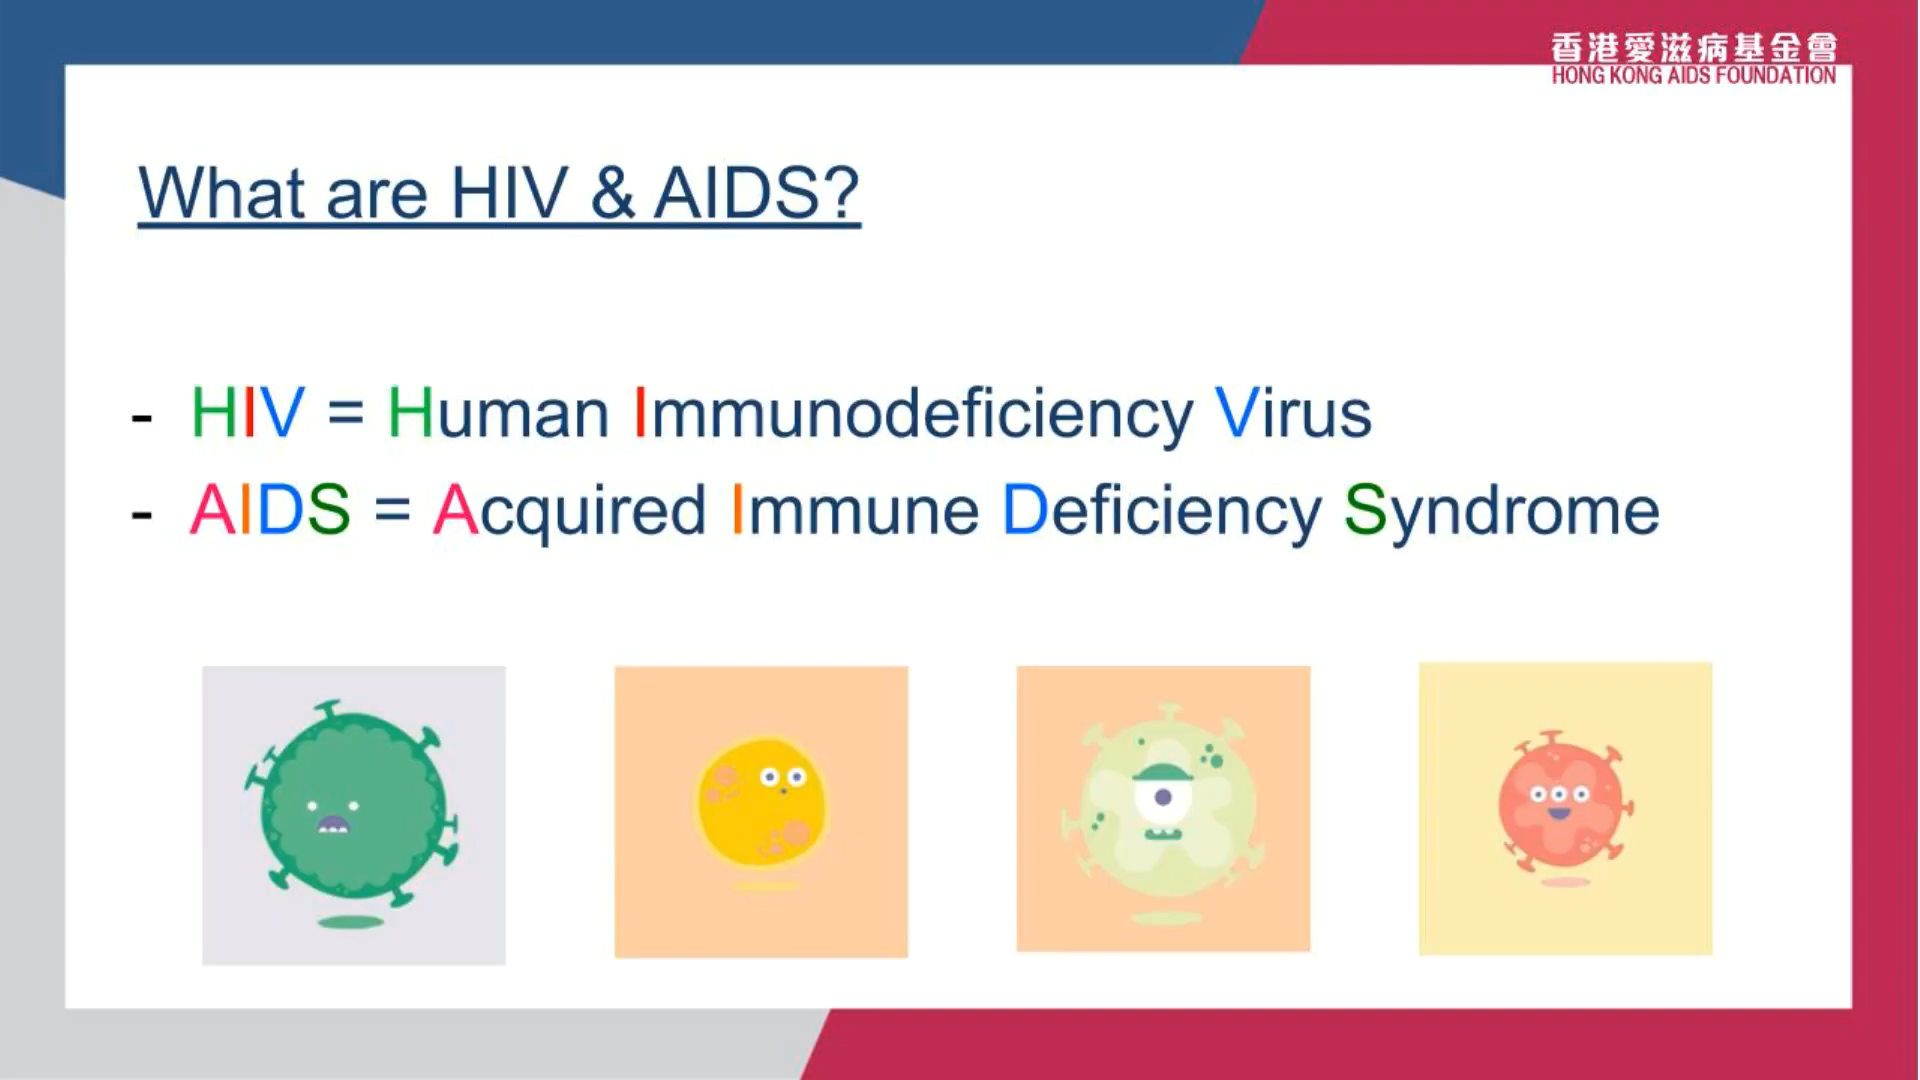 香港愛滋病基金會
HONG KONG AIDS FOUNDATION
What are HIV & AIDS?
- HIV = Human Immunodeficiency Virus
- AIDS = Acquired Immune Deficiency Syndrome